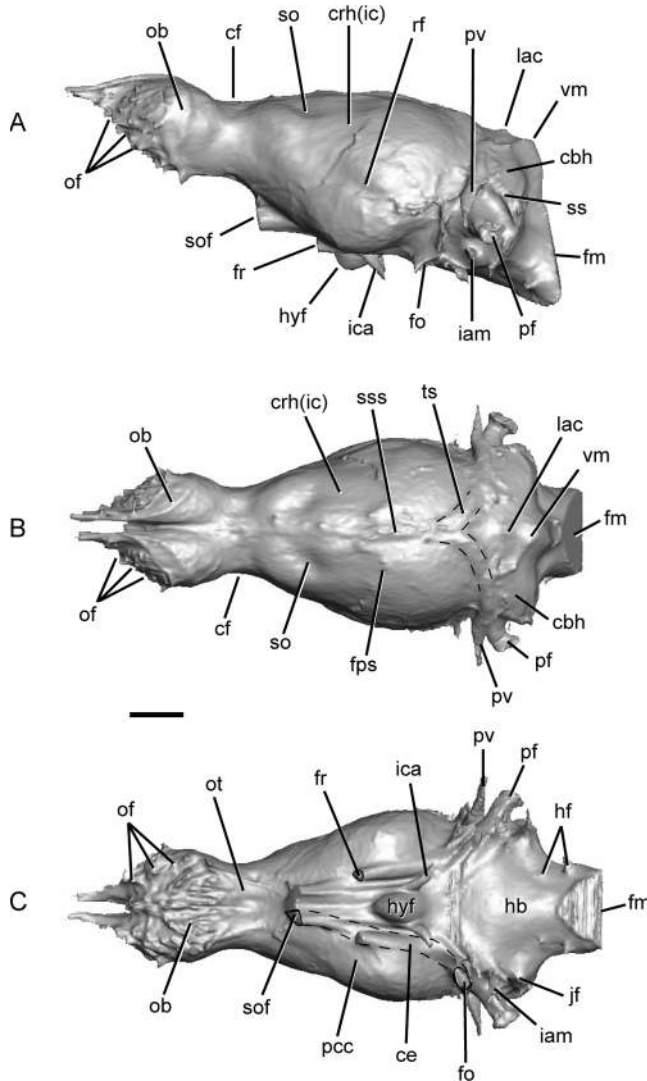 A
ob
cf
so
crh(ic)
rf
pv
lac
vm
cbh
ss
fm
of
sof
fr
hyf
ica
fo
iam
pf
B
ob
crh(ic)
sss
ts
lac
vm
fm
of
cf
so
fps
pv
pf
cbh
C
of
ot
fr
ica
pv
pf
hf
hyf
hb
fm
ob
sof
pcc
ce
fo
iam
jf